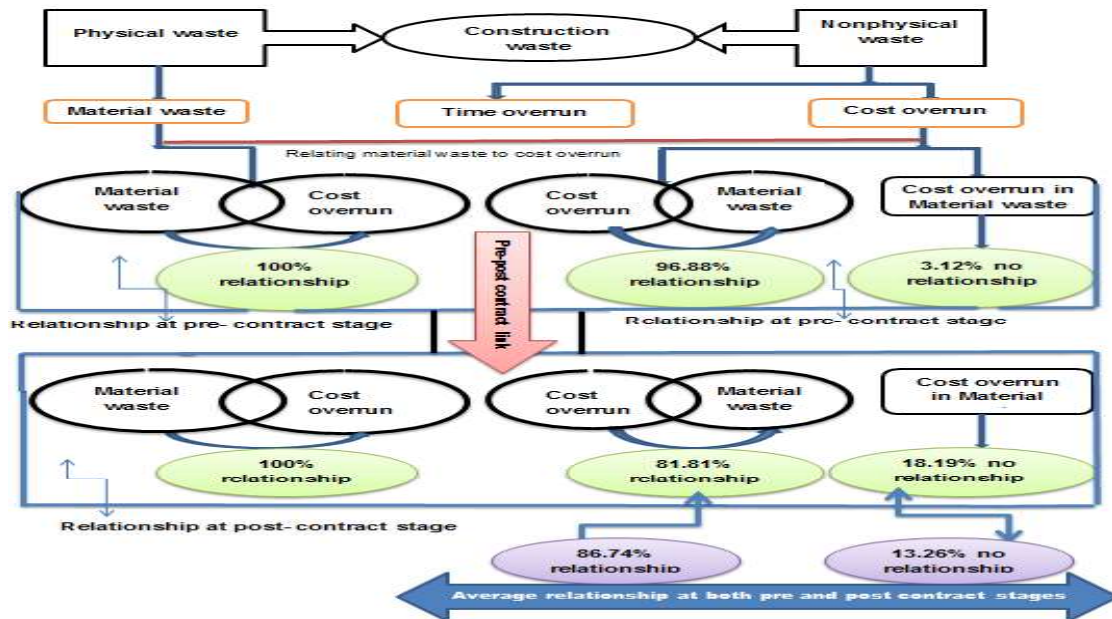 Physical waste
Construction
waste
Nonphysical
waste
Material waste
Time overrun
Cost overrun
Relating material waste to cost overrun
Material
waste
Cost
overrun
Cost
overrun
Material
waste
Cost overrun in
Material waste
Pre-post contract link
100%
relationship
96.88%
relationship
3.12% no
relationship
Relationship at pre- contract stage
Relationship at pre- contract stage
Material
waste
Cost
overrun
Cost
overrun
Material
waste
Cost overrun
in Material
100%
relationship
81.81%
relationship
18.19% no
relationship
Relationship at post- contract stage
86.74%
relationship
13.26% no
relationship
Average relationship at both pre and post contract stages